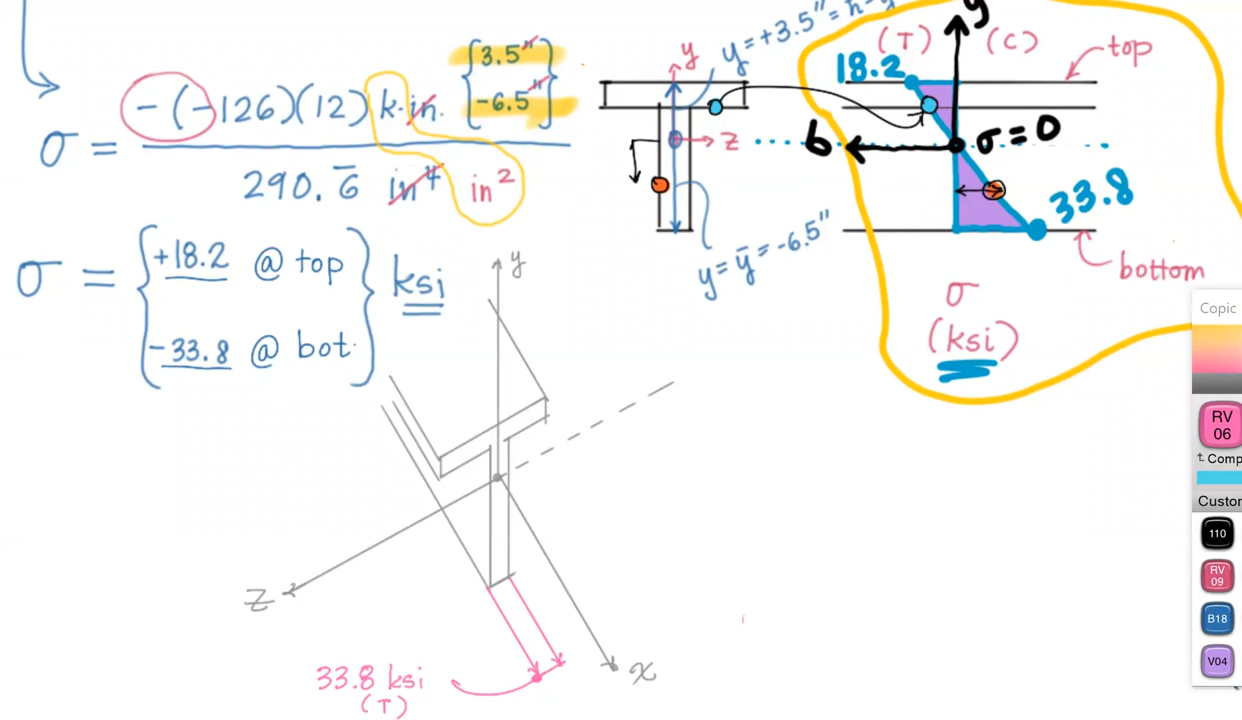 σ = -(-126)(12) k·in. {3.5" -6.5"}
290.6̅ in⁴ in²
σ = {+18.2 @ top
-33.8 @ bot.} ksi
y
z
y=+3.5"=h-y̅
y=y̅=-6.5"
y
(T) (C)
18.2
top
b
σ=0
33.8
bottom
σ
(ksi)
y
z
x
33.8 ksi
(T)
Copic
RV
06
Comp
Custor
110
RV
09
B18
V04